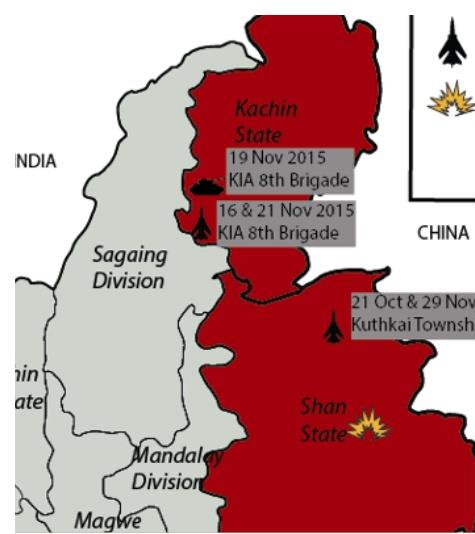 Kachin
State
19 Nov 2015
KIA 8th Brigade
NDIA
16 & 21 Nov 2015
KIA 8th Brigade
CHINA
Sagaing
Division
21 Oct & 29 Nov
Kuthkai Townsh
hin
ate
Shan
State
Mandalay
Division
Magwe